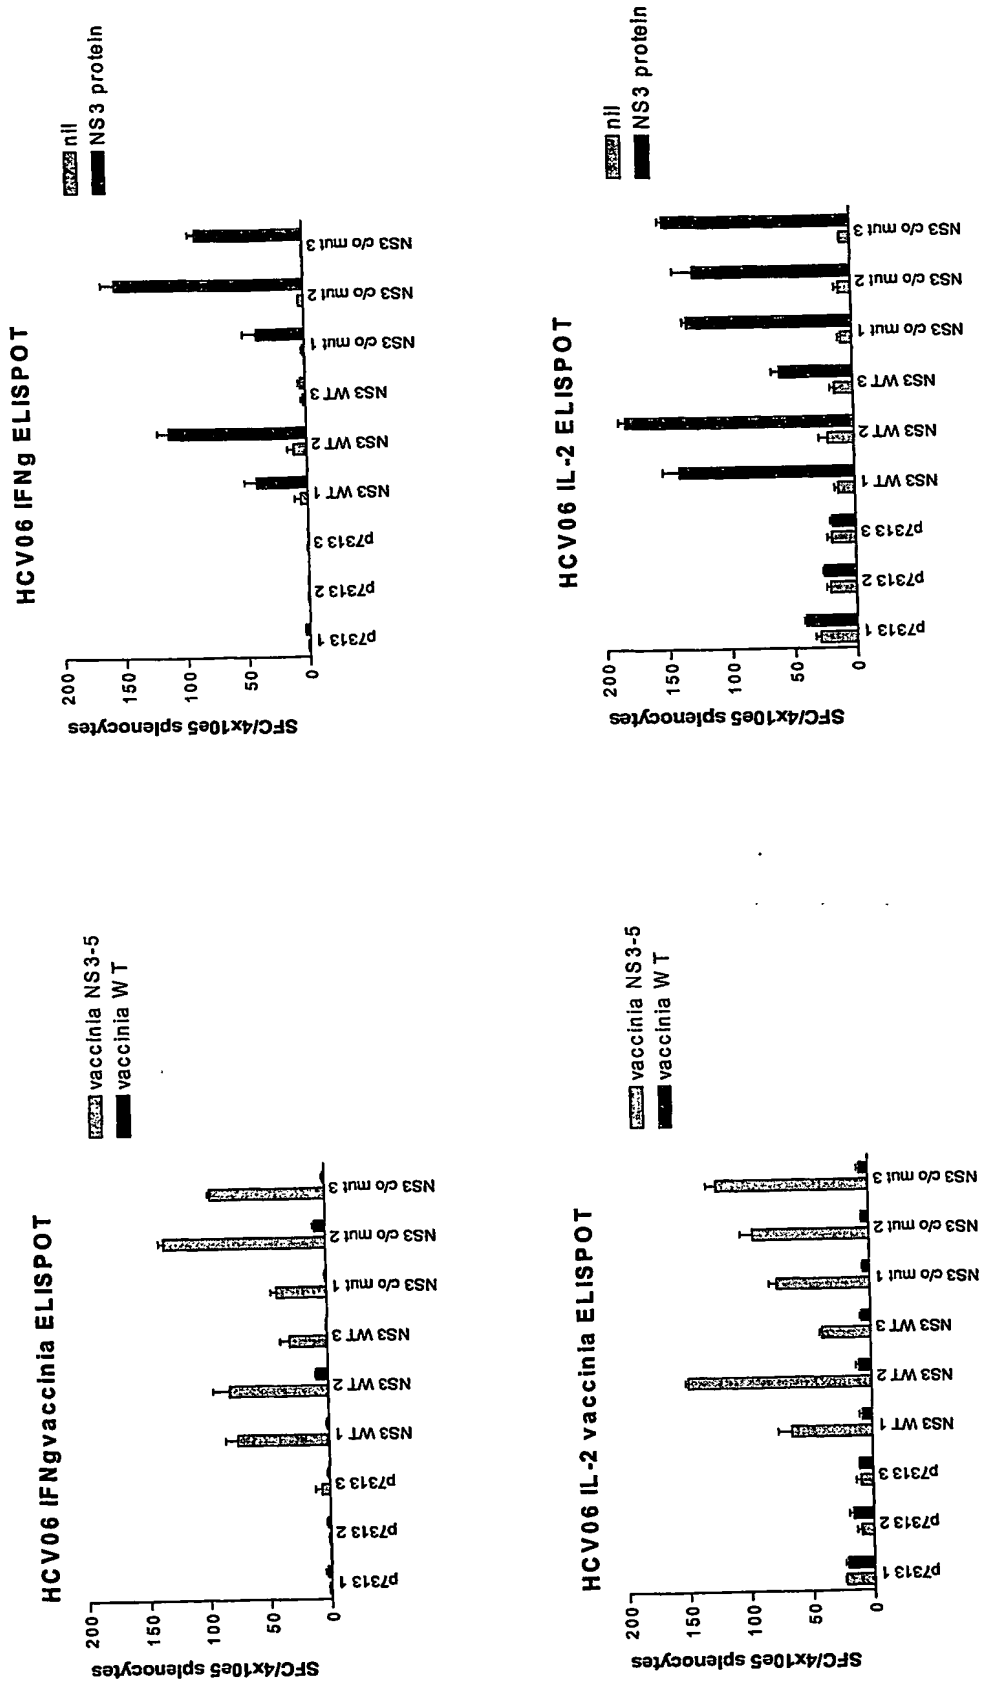 HCV06 IFNgvaccinia ELISPOT
vaccinia NS3-5
vaccinia WT
SFC/4x10e5 splenocytes
200
150
100
50
0
p7313 1
p7313 2
p7313 3
NS3 WT 1
NS3 WT 2
NS3 WT 3
NS3 c/o mut 1
NS3 c/o mut 2
NS3 c/o mut 3
HCV06 IFNg ELISPOT
nil
NS3 protein
SFC/4x10e5 splenocytes
200
150
100
50
0
p7313 1
p7313 2
p7313 3
NS3 WT 1
NS3 WT 2
NS3 WT 3
NS3 c/o mut 1
NS3 c/o mut 2
NS3 c/o mut 3
HCV06 IL-2 vaccinia ELISPOT
vaccinia NS3-5
vaccinia WT
SFC/4x10e5 splenocytes
200
150
100
50
0
p7313 1
p7313 2
p7313 3
NS3 WT 1
NS3 WT 2
NS3 WT 3
NS3 c/o mut 1
NS3 c/o mut 2
NS3 c/o mut 3
HCV06 IL-2 ELISPOT
nil
NS3 protein
SFC/4x10e5 splenocytes
200
150
100
50
0
p7313 1
p7313 2
p7313 3
NS3 WT 1
NS3 WT 2
NS3 WT 3
NS3 c/o mut 1
NS3 c/o mut 2
NS3 c/o mut 3